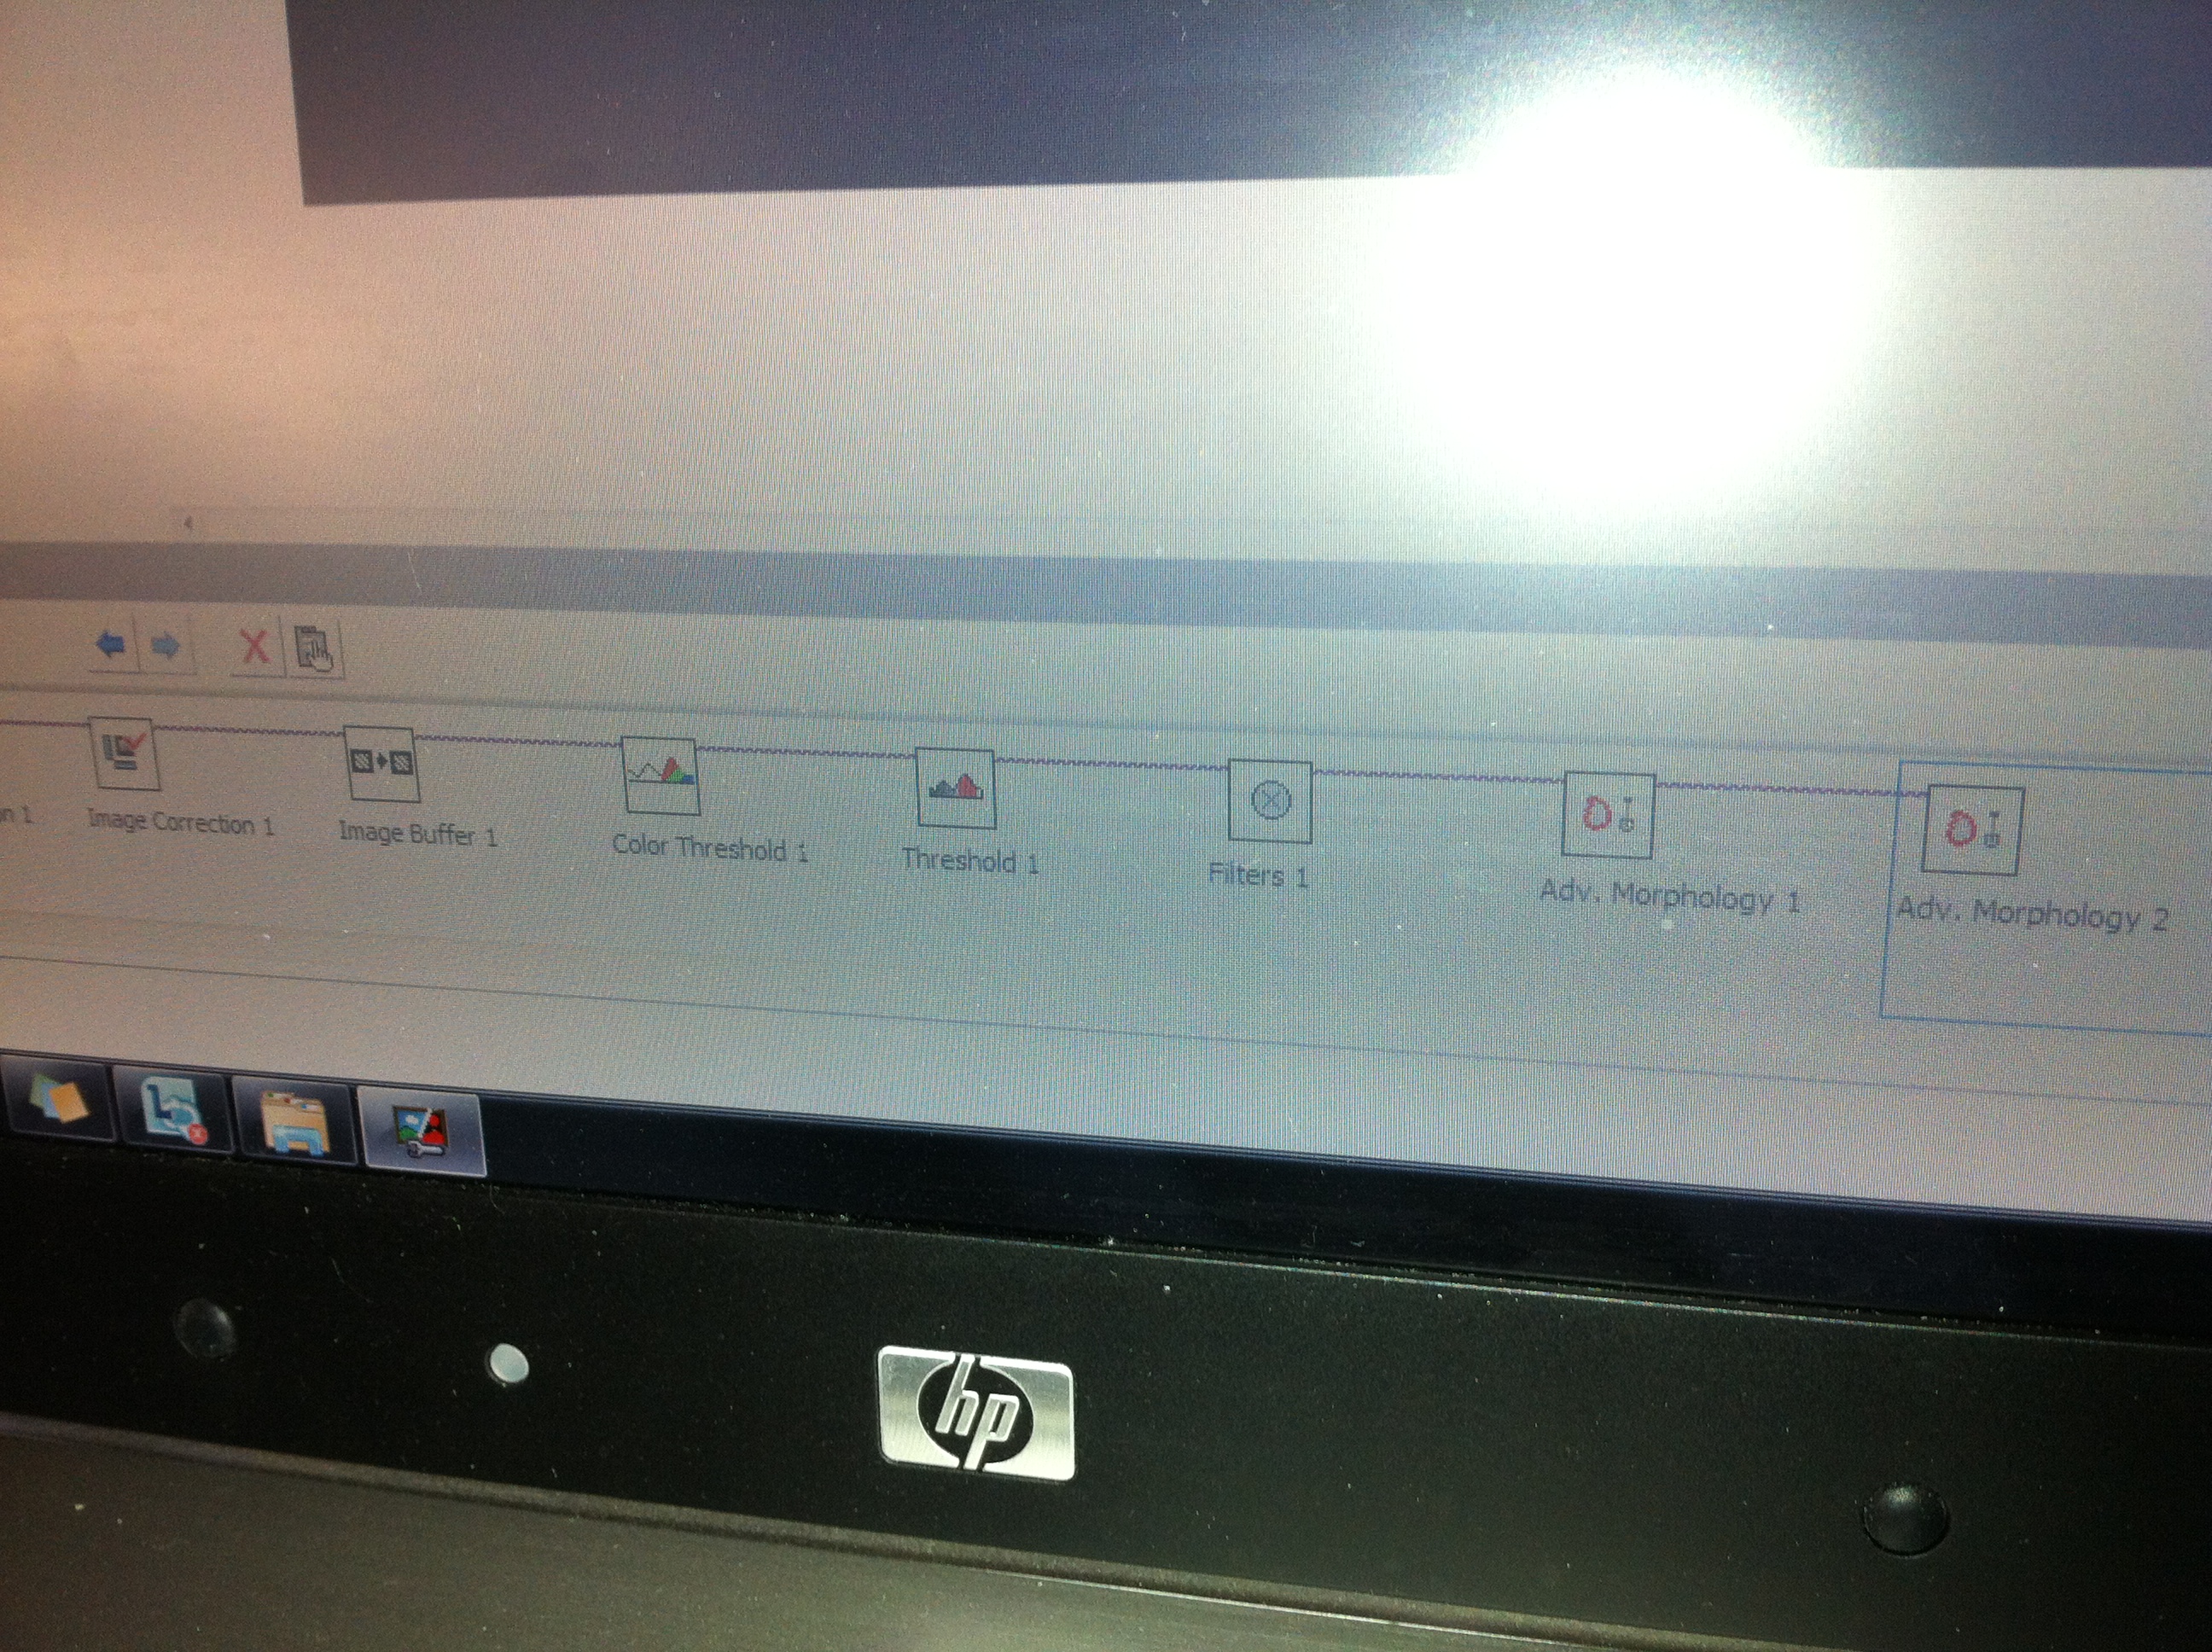 n 1
Image Correction 1
Image Buffer 1
Color Threshold 1
Threshold 1
Filters 1
Adv. Morphology 1
Adv. Morphology 2
hp